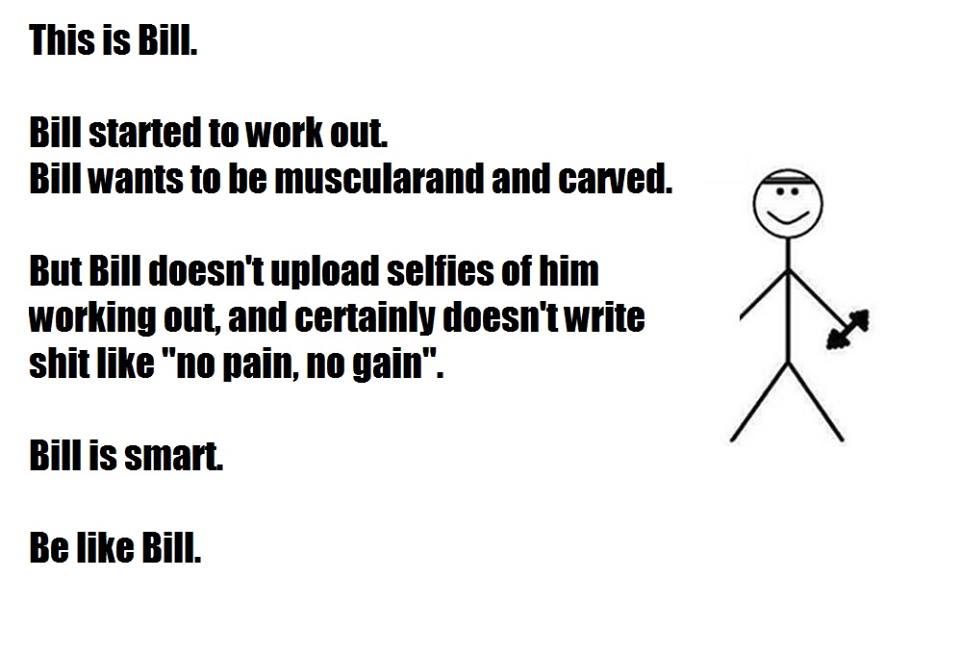 This is Bill.
Bill started to work out.
Bill wants to be muscularand and carved.
But Bill doesn't upload selfies of him
working out, and certainly doesn't write
shit like "no pain, no gain".
Bill is smart.
Be like Bill.